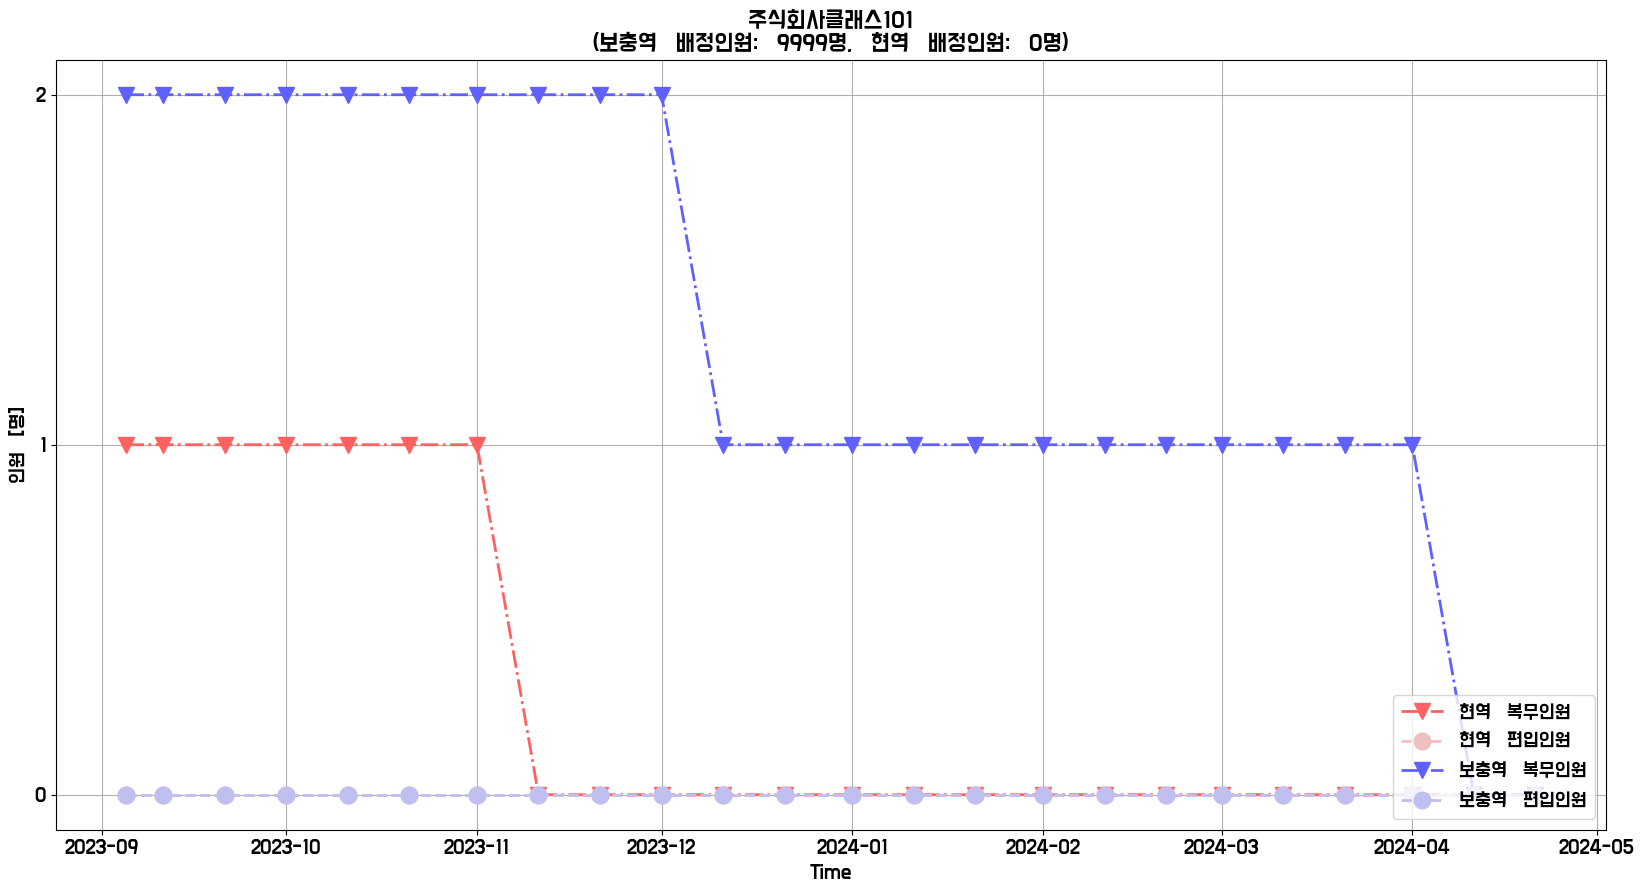 주식회사클래스101
(보충역 배정인원: 9999명, 현역 배정인원: 0명)
인원 [명]
2
1
0
현역 복무인원
현역 편입인원
보충역 복무인원
보충역 편입인원
2023-09 2023-10 2023-11 2023-12 2024-01 2024-02 2024-03 2024-04 2024-05
Time